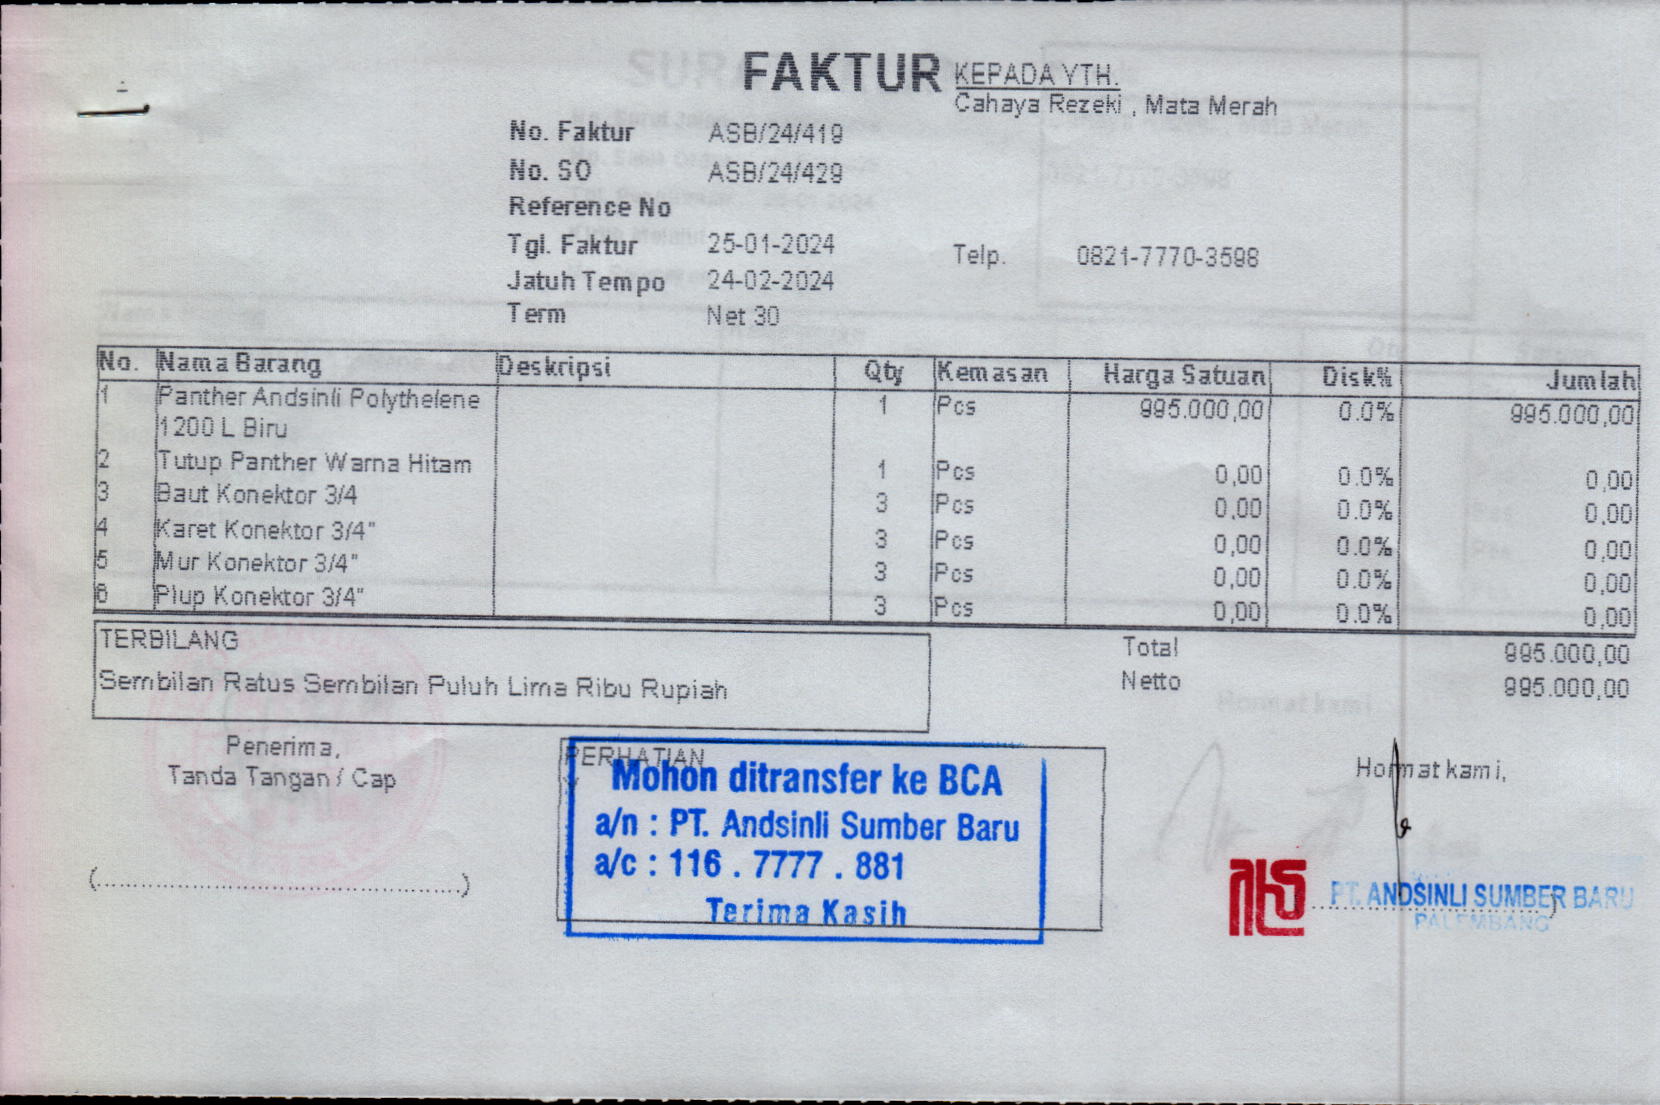 FAKTUR
KEPADA YTH.
Cahaya Rezeki , Mata Merah
No. Faktur ASB/24/419
No. SO ASB/24/429
Reference No
Tgl. Faktur 25-01-2024
Telp. 0821-7770-3598
Jatuh Tempo 24-02-2024
Term Net 30
No. Nama Barang Deskripsi Qty Kemasan Harga Satuan Disk% Jumlah
1 Panther Andsinli Polythelene 1 Pcs 995.000,00 0.0% 995.000,00
1200 L Biru
2 Tutup Panther Warna Hitam 1 Pcs 0,00 0.0% 0,00
3 Baut Konektor 3/4 3 Pcs 0,00 0.0% 0,00
4 Karet Konektor 3/4" 3 Pcs 0,00 0.0% 0,00
5 Mur Konektor 3/4" 3 Pcs 0,00 0.0% 0,00
6 Plup Konektor 3/4" 3 Pcs 0,00 0.0% 0,00
TERBILANG
Sembilan Ratus Sembilan Puluh Lima Ribu Rupiah
Total 995.000,00
Netto 995.000,00
Penerima,
Tanda Tangan / Cap
(............................................)
PERHATIAN
Mohon ditransfer ke BCA
a/n : PT. Andsinli Sumber Baru
a/c : 116 . 7777 . 881
Terima Kasih
Hormat kami,
PT. ANDSINLI SUMBER BARU
PALEMBANG